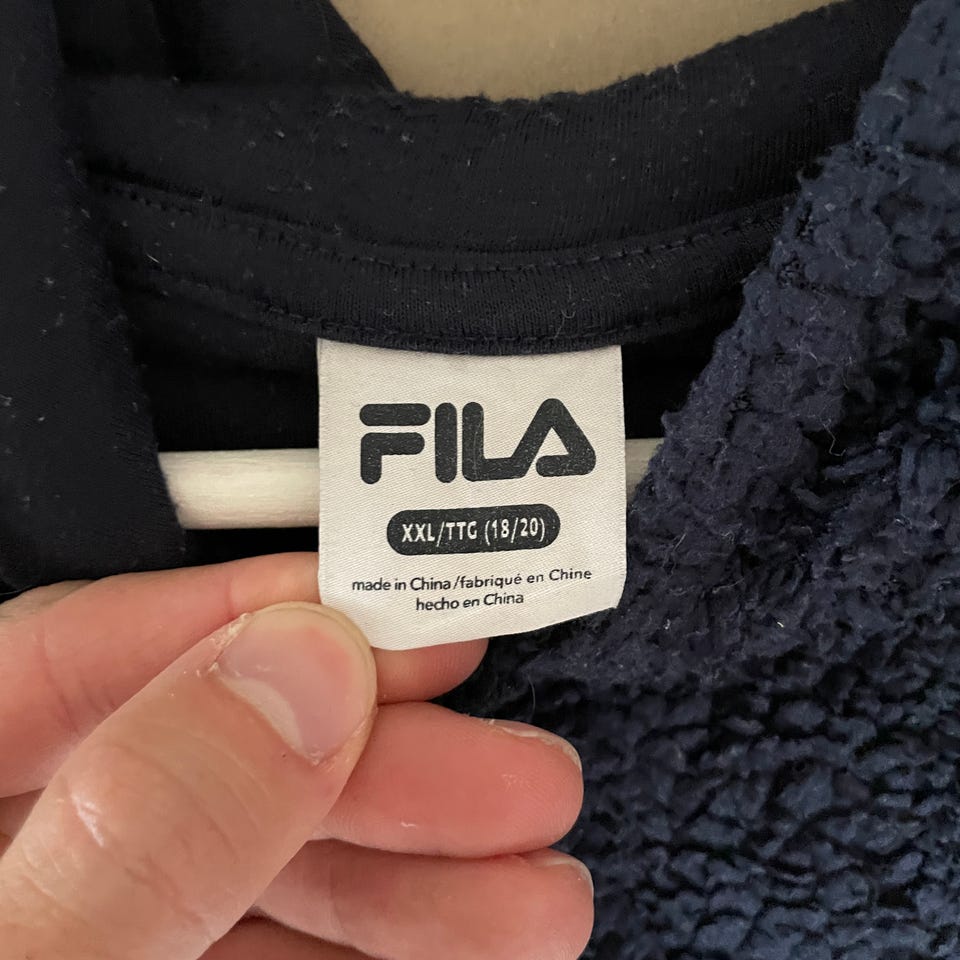 FILA
XXL/TTG (18/20)
made in China/fabriqué en Chine
hecho en China